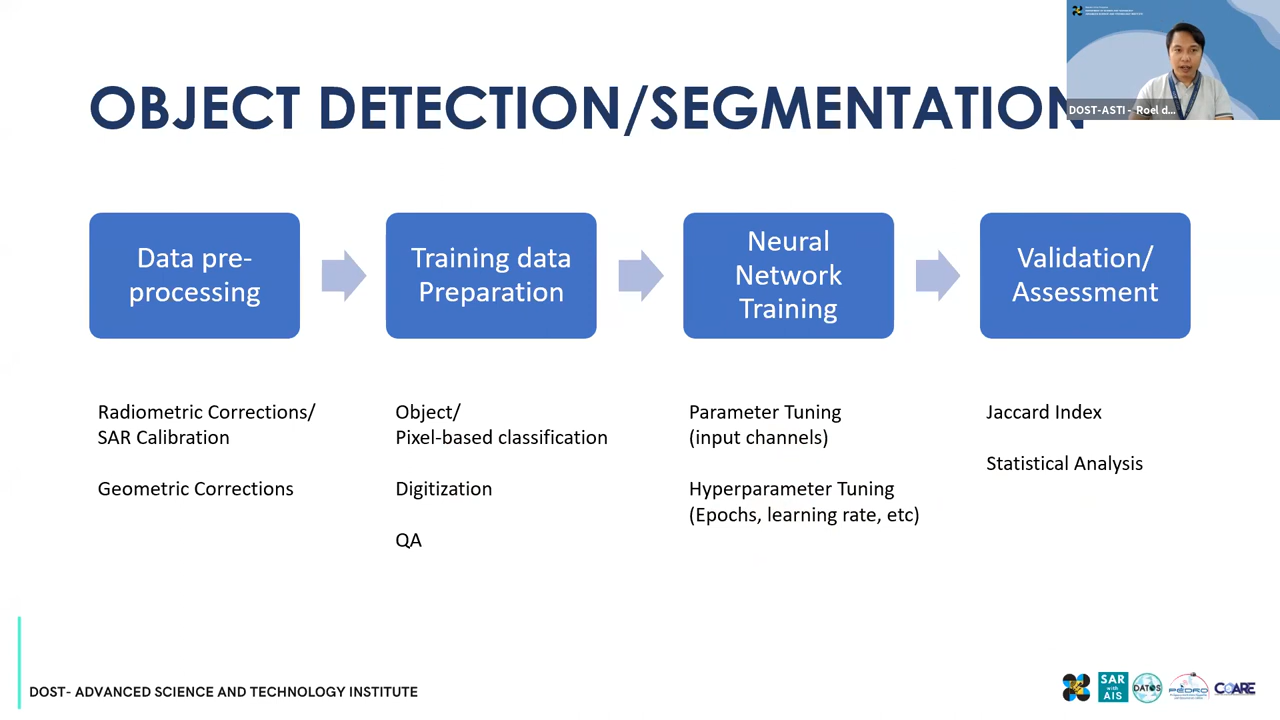 OBJECT DETECTION/SEGMENTATION
DOST-ASTI - Roel d...
Data pre-
processing
Training data
Preparation
Neural
Network
Training
Validation/
Assessment
Radiometric Corrections/
SAR Calibration
Geometric Corrections
Object/
Pixel-based classification
Digitization
QA
Parameter Tuning
(input channels)
Hyperparameter Tuning
(Epochs, learning rate, etc)
Jaccard Index
Statistical Analysis
DOST- ADVANCED SCIENCE AND TECHNOLOGY INSTITUTE
SAR
with
AIS
DATOS
PEDRO
COARE